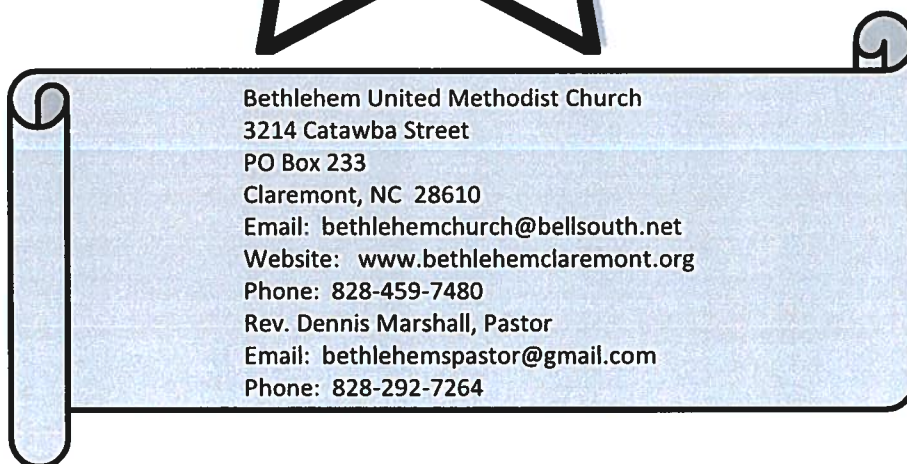 Bethlehem United Methodist Church
3214 Catawba Street
PO Box 233
Claremont, NC 28610
Email: bethlehemchurch@bellsouth.net
Website: www.bethlehemclaremont.org
Phone: 828-459-7480
Rev. Dennis Marshall, Pastor
Email: bethlehemspastor@gmail.com
Phone: 828-292-7264